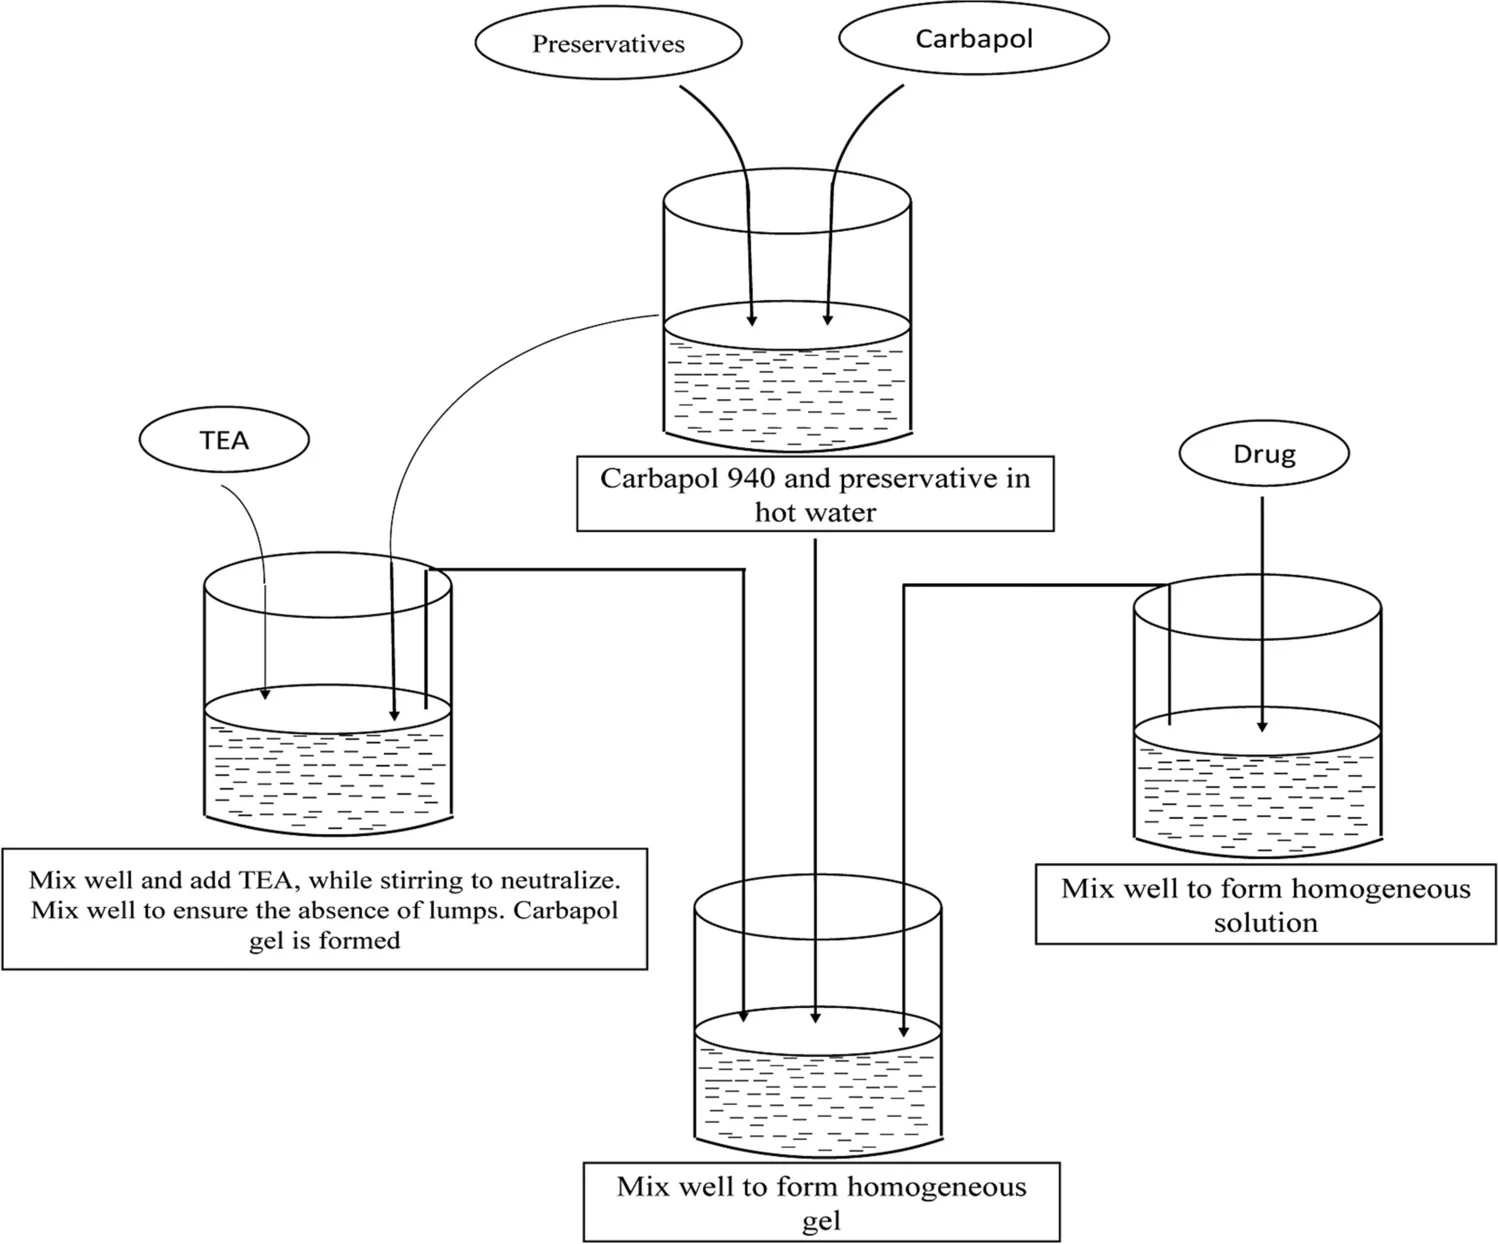 Preservatives
Carbapol
Carbapol 940 and preservative in
hot water
TEA
Drug
Mix well and add TEA, while stirring to neutralize.
Mix well to ensure the absence of lumps. Carbapol
gel is formed
Mix well to form homogeneous
solution
Mix well to form homogeneous
gel